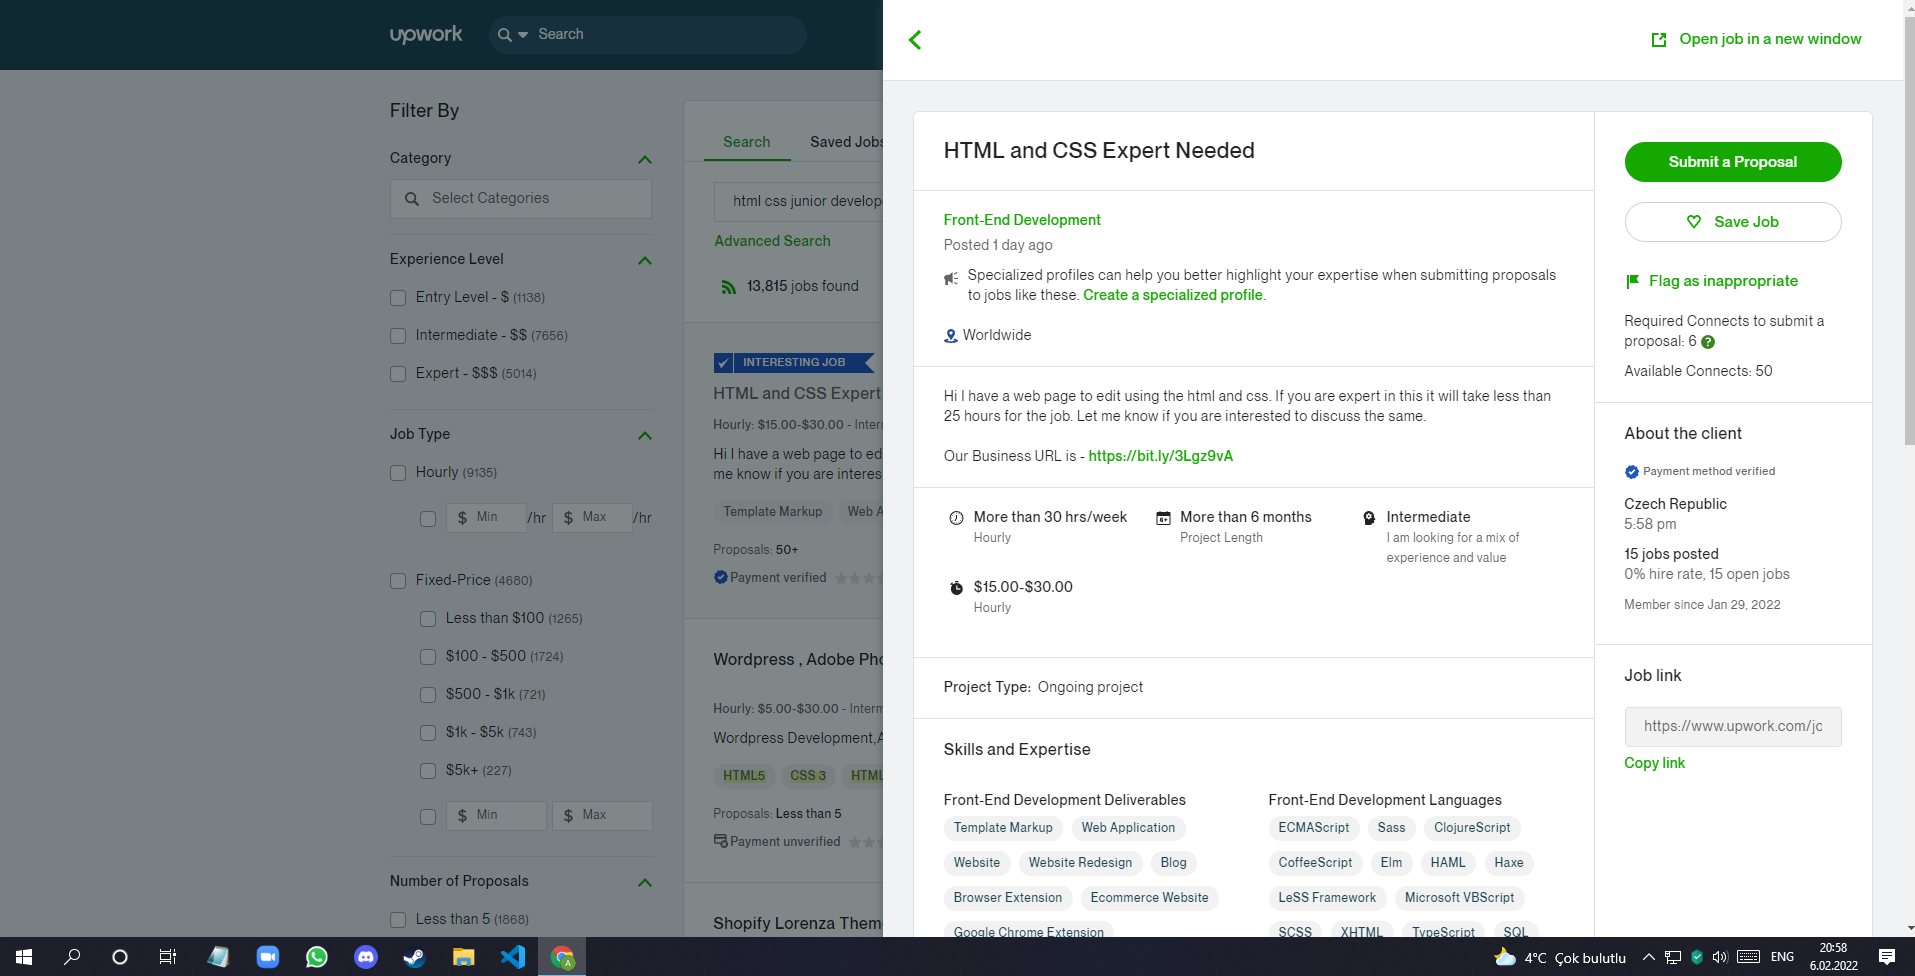 upwork
Search
Filter By
Category
Select Categories
Experience Level
Entry Level - $ (1138)
Intermediate - $$ (7656)
Expert - $$$ (5014)
Job Type
Hourly (9135)
$ Min /hr $ Max /hr
Fixed-Price (4680)
Less than $100 (1265)
$100 - $500 (1724)
$500 - $1k (721)
$1k - $5k (743)
$5k+ (227)
$ Min $ Max
Number of Proposals
Less than 5 (1868)
Search Saved Jobs
html css junior develop
Advanced Search
13,815 jobs found
INTERESTING JOB
HTML and CSS Expert
Hourly: $15.00-$30.00 - Inter
Hi I have a web page to ed
me know if you are interes
Template Markup Web A
Proposals: 50+
Payment verified
Wordpress , Adobe Pho
Hourly: $5.00-$30.00 - Interm
Wordpress Development,A
HTML5 CSS 3 HTML
Proposals: Less than 5
Payment unverified
Shopify Lorenza Theme
Open job in a new window
HTML and CSS Expert Needed
Front-End Development
Posted 1 day ago
Specialized profiles can help you better highlight your expertise when submitting proposals
to jobs like these. Create a specialized profile.
Worldwide
Hi I have a web page to edit using the html and css. If you are expert in this it will take less than
25 hours for the job. Let me know if you are interested to discuss the same.
Our Business URL is - https://bit.ly/3Lgz9vA
More than 30 hrs/week
Hourly
More than 6 months
Project Length
Intermediate
I am looking for a mix of
experience and value
$15.00-$30.00
Hourly
Project Type: Ongoing project
Skills and Expertise
Front-End Development Deliverables
Template Markup Web Application
Website Website Redesign Blog
Browser Extension Ecommerce Website
Google Chrome Extension
Front-End Development Languages
ECMAScript Sass ClojureScript
CoffeeScript Elm HAML Haxe
LeSS Framework Microsoft VBScript
SCSS XHTML TypeScript SQL
Submit a Proposal
Save Job
Flag as inappropriate
Required Connects to submit a
proposal: 6 ?
Available Connects: 50
About the client
Payment method verified
Czech Republic
5:58 pm
15 jobs posted
0% hire rate, 15 open jobs
Member since Jan 29, 2022
Job link
https://www.upwork.com/jo
Copy link
A
4°C Çok bulutlu
ENG
20:58
6.02.2022